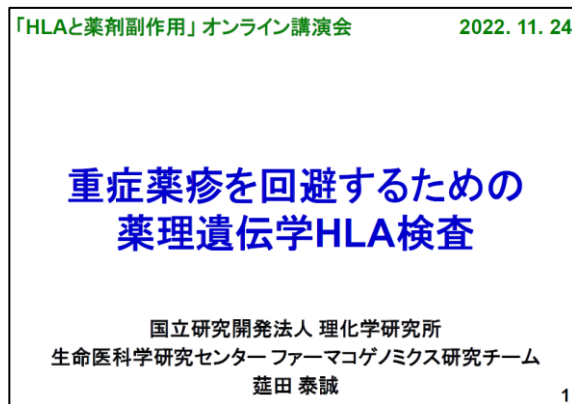 「HLAと薬剤副作用」オンライン講演会 2022. 11. 24
重症薬疹を回避するための
薬理遺伝学HLA検査
国立研究開発法人 理化学研究所
生命医科学研究センター ファーマコゲノミクス研究チーム
莚田 泰誠
1